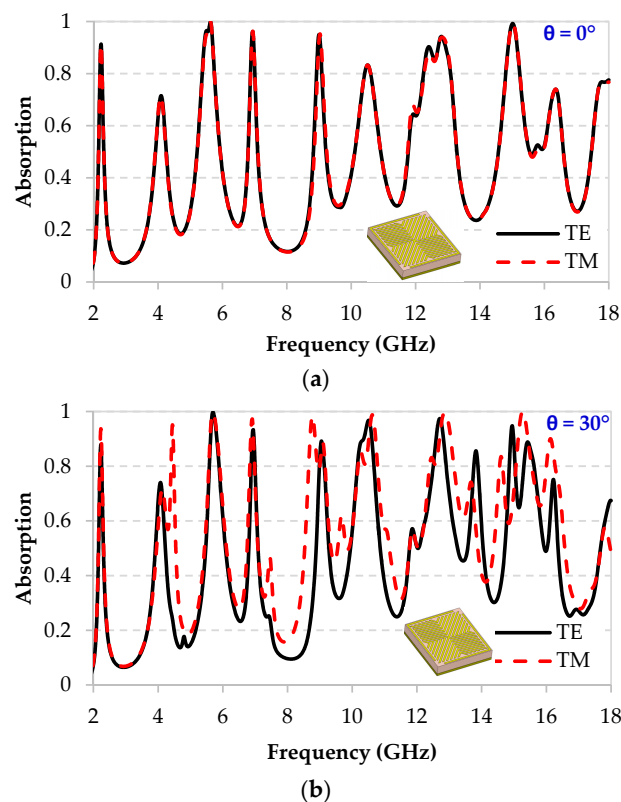 θ = 0°
1
0.8
0.6
0.4
0.2
0
Absorption
TE
TM
2 4 6 8 10 12 14 16 18
Frequency (GHz)
(a)
θ = 30°
1
0.8
0.6
0.4
0.2
0
Absorption
TE
TM
2 4 6 8 10 12 14 16 18
Frequency (GHz)
(b)